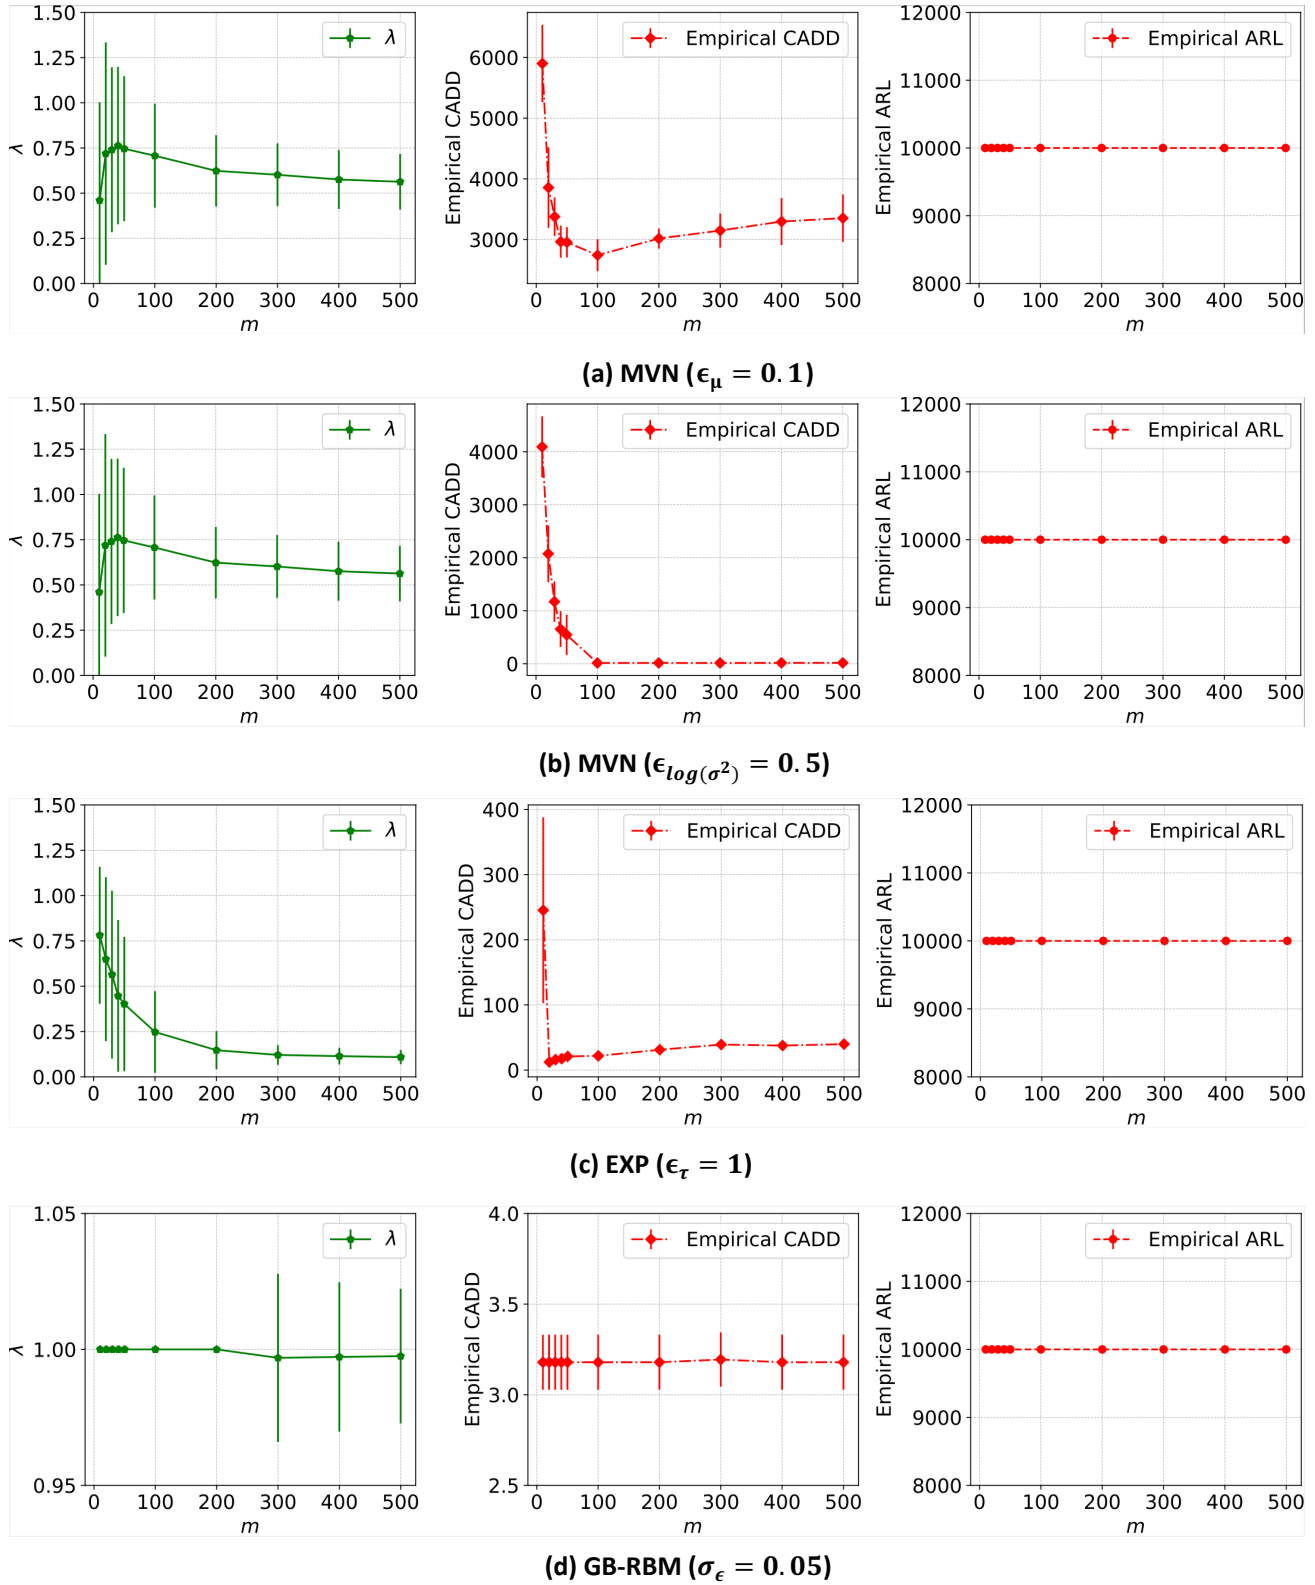 λ
1.50
1.25
1.00
0.75
0.50
0.25
0.00
λ
0 100 200 300 400 500
m
Empirical CADD
6000
5000
4000
3000
Empirical CADD
0 100 200 300 400 500
m
Empirical ARL
12000
11000
10000
9000
8000
Empirical ARL
0 100 200 300 400 500
m
(a) MVN (ϵμ = 0.1)
λ
1.50
1.25
1.00
0.75
0.50
0.25
0.00
λ
0 100 200 300 400 500
m
Empirical CADD
4000
3000
2000
1000
0
Empirical CADD
0 100 200 300 400 500
m
Empirical ARL
12000
11000
10000
9000
8000
Empirical ARL
0 100 200 300 400 500
m
(b) MVN (ϵlog(σ²) = 0.5)
λ
1.50
1.25
1.00
0.75
0.50
0.25
0.00
λ
0 100 200 300 400 500
m
Empirical CADD
400
300
200
100
0
Empirical CADD
0 100 200 300 400 500
m
Empirical ARL
12000
11000
10000
9000
8000
Empirical ARL
0 100 200 300 400 500
m
(c) EXP (ϵτ = 1)
λ
1.05
1.00
0.95
λ
0 100 200 300 400 500
m
Empirical CADD
4.0
3.5
3.0
2.5
Empirical CADD
0 100 200 300 400 500
m
Empirical ARL
12000
11000
10000
9000
8000
Empirical ARL
0 100 200 300 400 500
m
(d) GB-RBM (σϵ = 0.05)